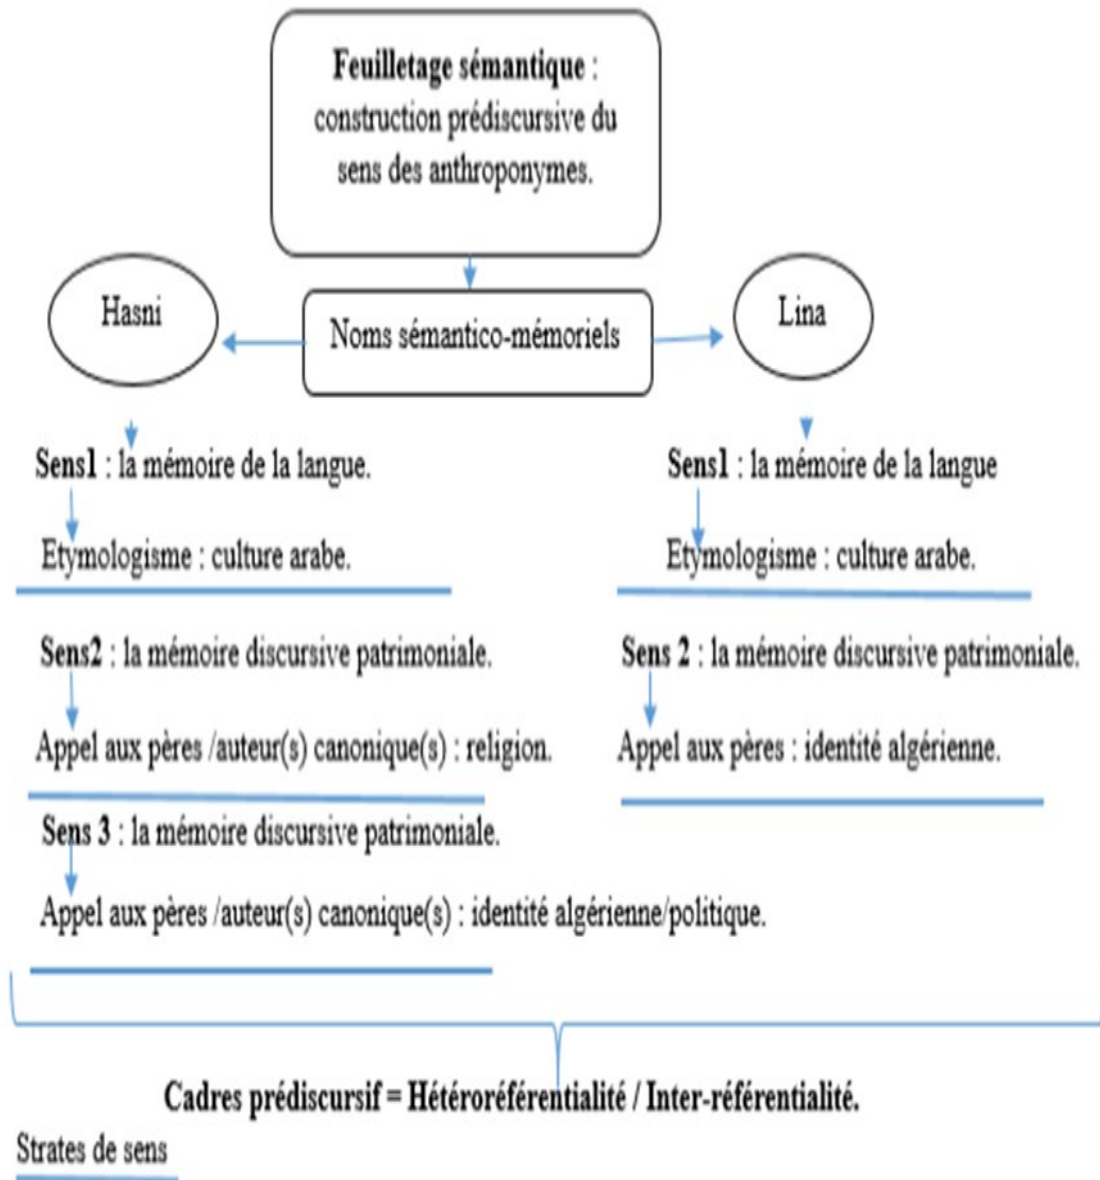 Feuilletage sémantique :
construction prédiscursive du
sens des anthroponymes.
Hasni
Noms sémantico-mémoriels
Lina
Sens1 : la mémoire de la langue.
Etymologisme : culture arabe.
Sens2 : la mémoire discursive patrimoniale.
Appel aux pères /auteur(s) canonique(s) : religion.
Sens 3 : la mémoire discursive patrimoniale.
Appel aux pères /auteur(s) canonique(s) : identité algérienne/politique.
Sens1 : la mémoire de la langue
Etymologisme : culture arabe.
Sens 2 : la mémoire discursive patrimoniale.
Appel aux pères : identité algérienne.
Cadres prédiscursif = Hétéroréférentialité / Inter-référentialité.
Strates de sens